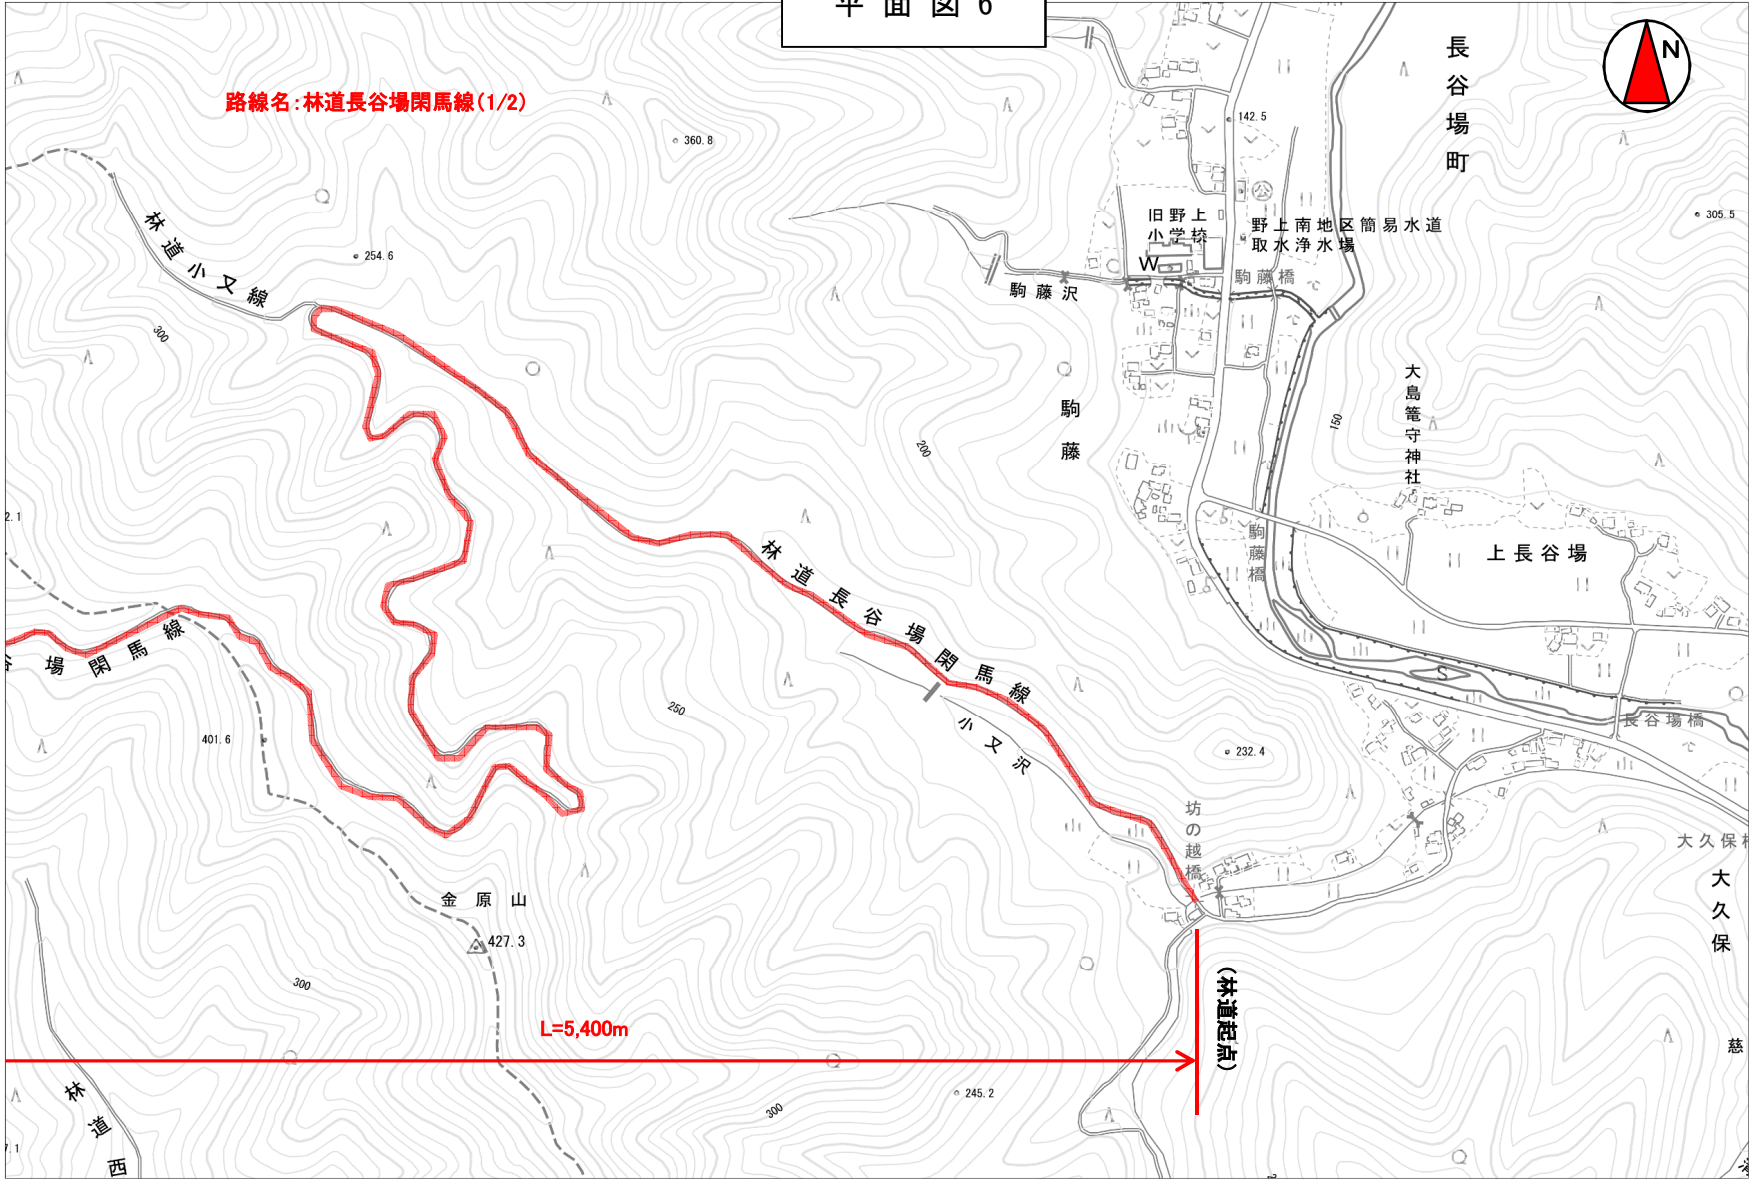 平面図6
N
路線名:林道長谷場閑馬線(1/2)
長谷場町
360.8
142.5
305.5
254.6
林道小又線
300
旧野上
小学校
野上南地区簡易水道
取水浄水場
W
駒藤橋
駒藤沢
駒藤
200
150
大島篭守神社
2.1
駒藤橋
上長谷場
林道長谷場閑馬線
場閑馬線
S
長谷場橋
401.6
250
小又沢
232.4
坊の越橋
大久保
大久保
金原山
427.3
300
(林道起点)
L=5,400m
慈
245.2
300
林道西
7.1